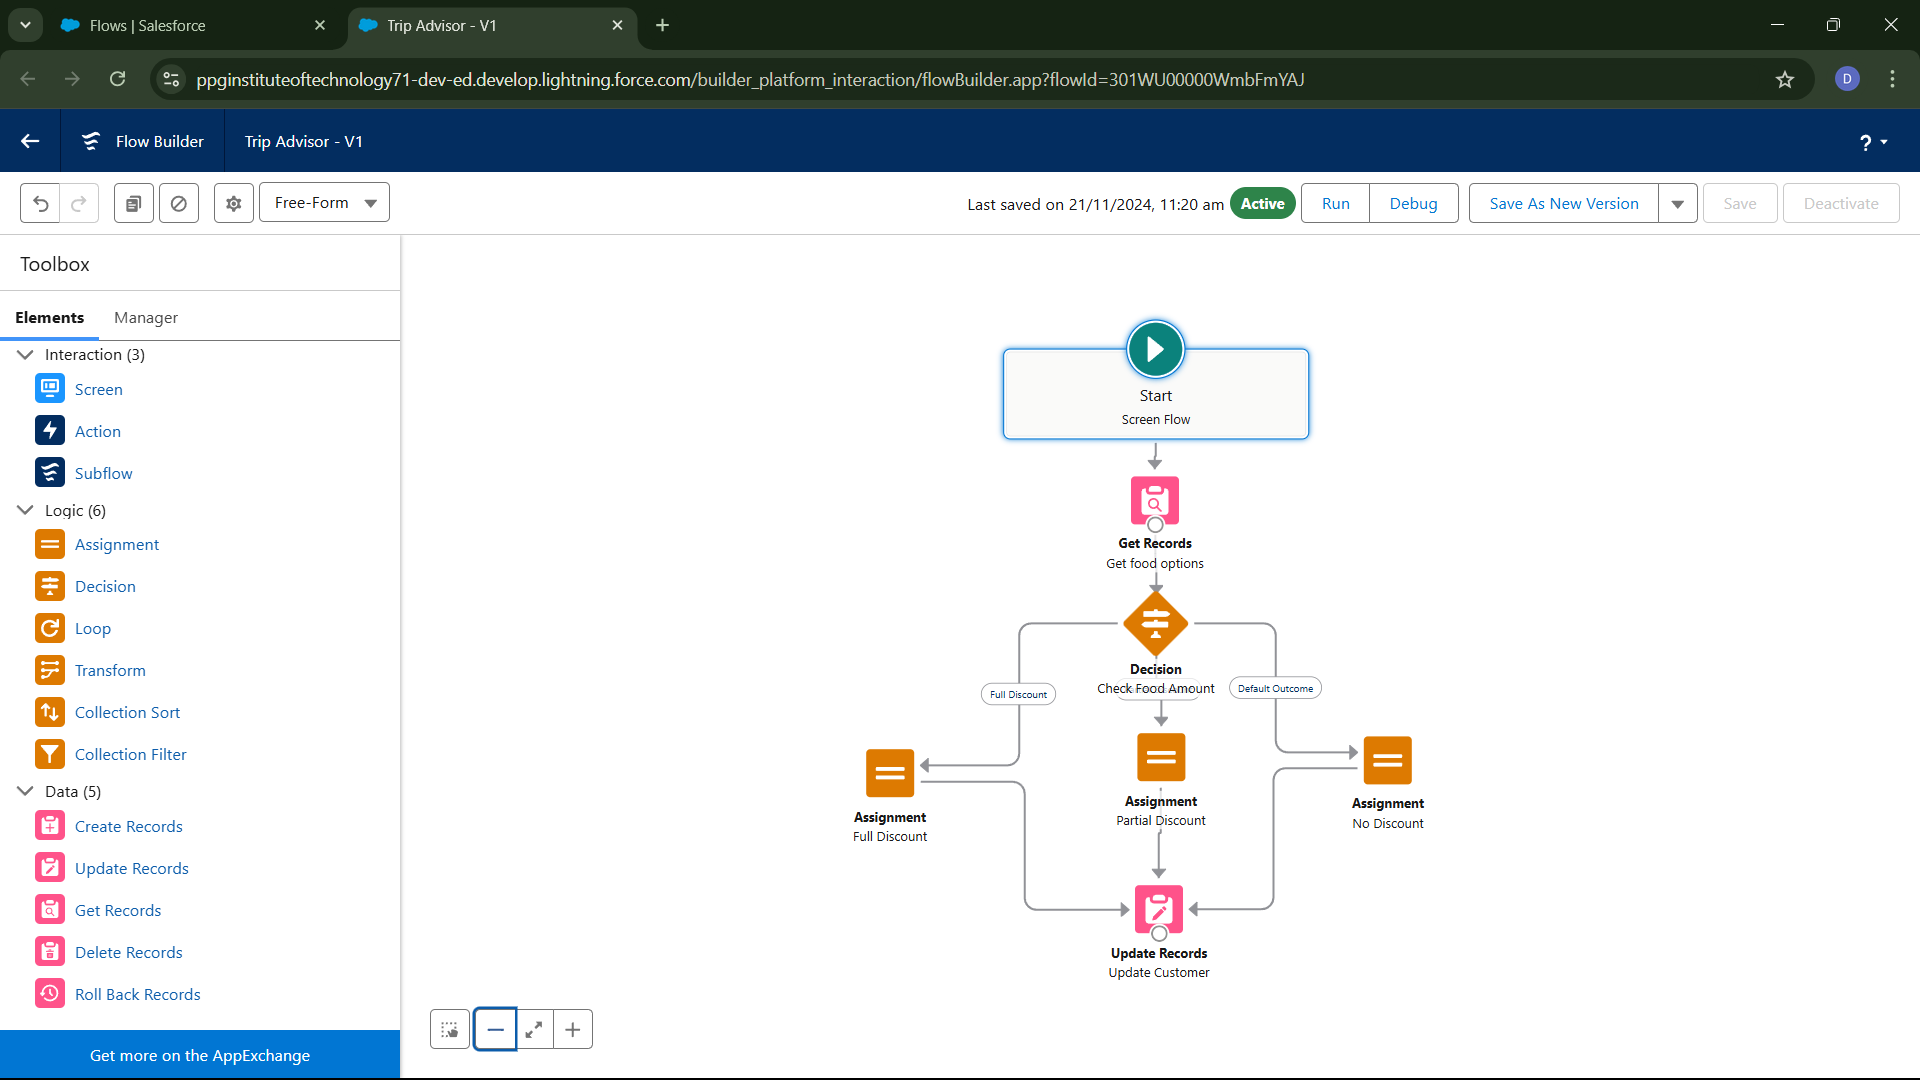 Flows | Salesforce
Trip Advisor - V1
ppginstituteoftechnology71-dev-ed.develop.lightning.force.com/builder_platform_interaction/flowBuilder.app?flowId=301WU00000WmbFmYAJ
D
Flow Builder
Trip Advisor - V1
?
Free-Form
Last saved on 21/11/2024, 11:20 am
Active
Run
Debug
Save As New Version
Save
Deactivate
Toolbox
Elements
Manager
Interaction (3)
Screen
Action
Subflow
Logic (6)
Assignment
Decision
Loop
Transform
Collection Sort
Collection Filter
Data (5)
Create Records
Update Records
Get Records
Delete Records
Roll Back Records
Get more on the AppExchange
Start
Screen Flow
Get Records
Get food options
Decision
Check Food Amount
Full Discount
Default Outcome
Assignment
Full Discount
Assignment
Partial Discount
Assignment
No Discount
Update Records
Update Customer